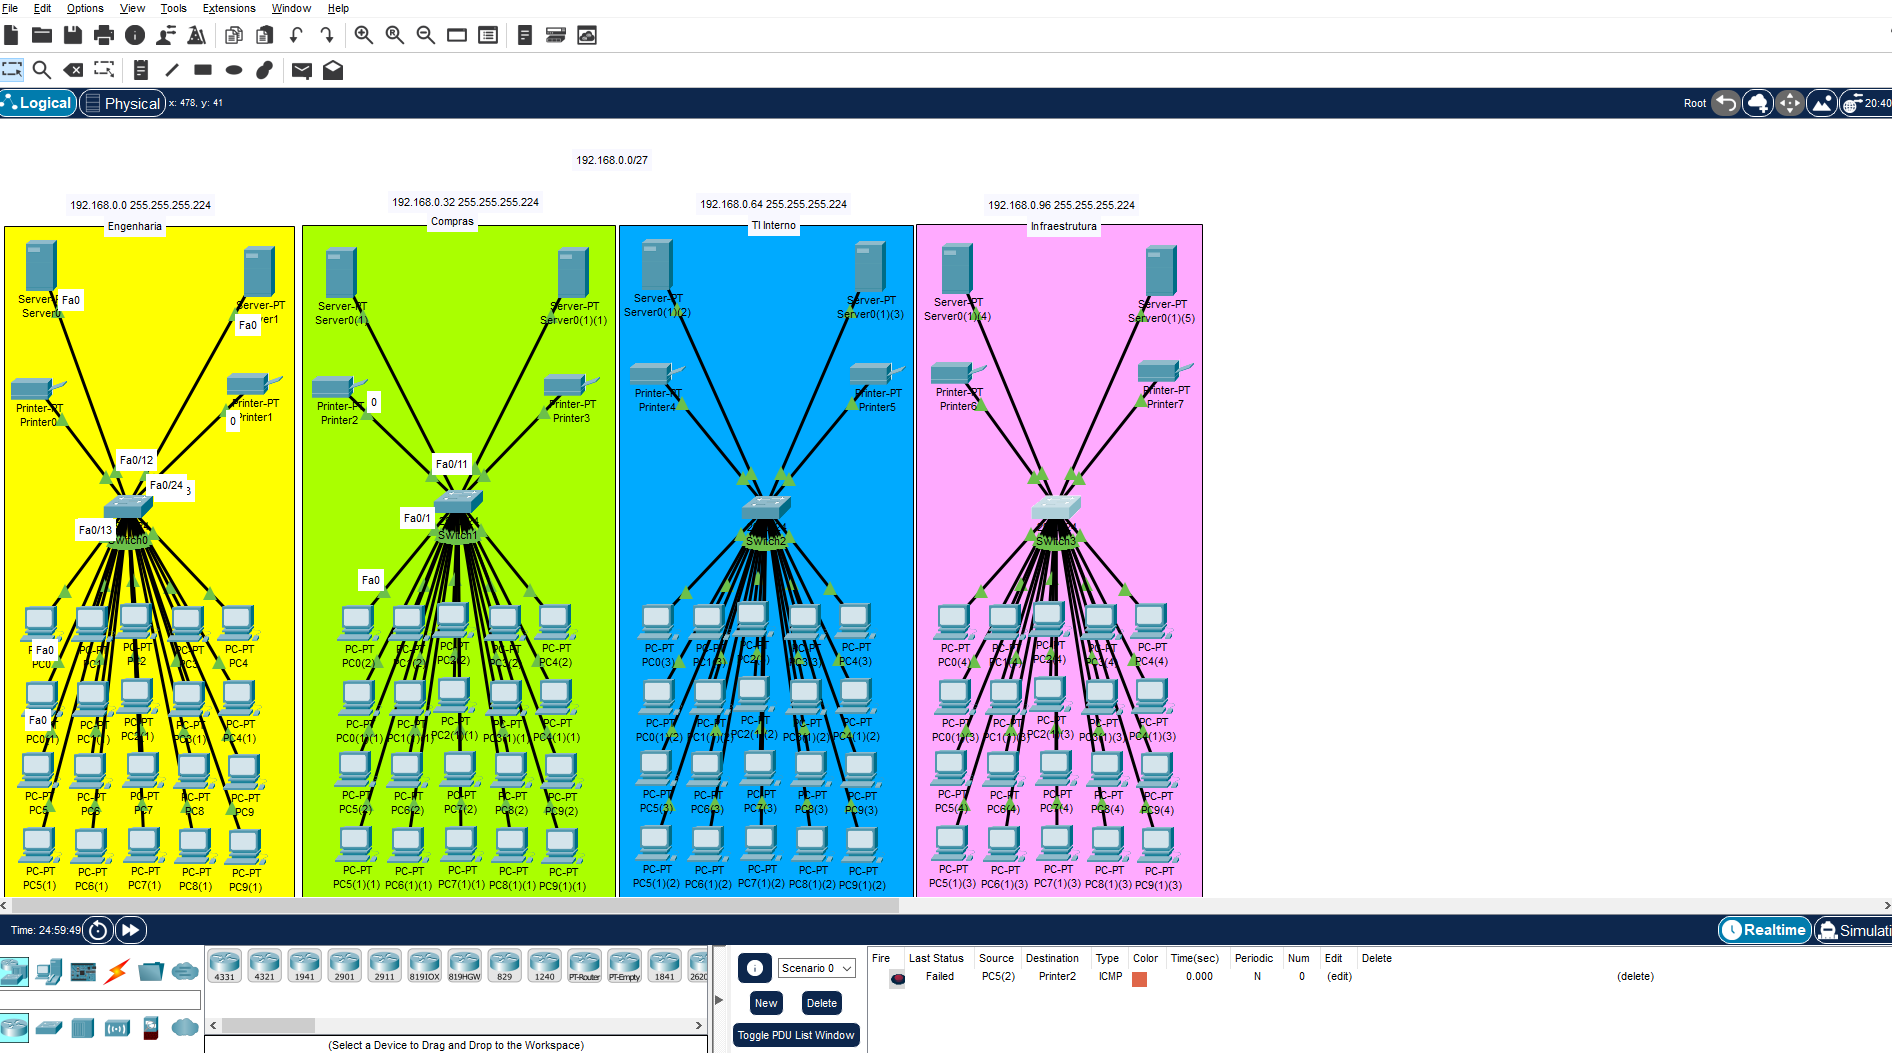 File Edit Options View Tools Extensions Window Help
Logical Physical x: 478, y: 41 Root 20:40
192.168.0.0/27
192.168.0.0 255.255.255.224 192.168.0.32 255.255.255.224 192.168.0.64 255.255.255.224 192.168.0.96 255.255.255.224
Engenharia Compras TI Interno Infraestrutura
Fa0 Server-PT Server-PT Server-PT Server-PT Server-PT Server-PT Server-PT
Fa0 Server0(1) Server0(1)(1) Server0(1)(2) Server0(1)(3) Server0(1)(4) Server0(1)(5)
Printer-PT Printer-PT Printer-PT Printer-PT Printer-PT Printer-PT Printer-PT Printer-PT
Printer0 0 Printer1 Printer2 0 Printer3 Printer4 Printer5 Printer6 Printer7
Fa0/12 Fa0/11
Fa0/24 3
Fa0/13 Fa0/1
Switch0 Switch1 Switch2 Switch3
Fa0
Fa0 PC-PT PC-PT PC-PT PC-PT PC-PT PC-PT PC-PT PC-PT PC-PT PC-PT PC-PT PC-PT PC-PT PC-PT PC-PT PC-PT PC-PT PC-PT PC-PT
PC0 PC1 PC2 PC3 PC4 PC0(2) PC1(2) PC2(2) PC3(2) PC4(2) PC0(3) PC1(3) PC2(3) PC3(3) PC4(3) PC0(4) PC1(4) PC2(4) PC3(4) PC4(4)
Fa0 PC-PT PC-PT PC-PT PC-PT PC-PT PC-PT PC-PT PC-PT PC-PT PC-PT PC-PT PC-PT PC-PT PC-PT PC-PT PC-PT PC-PT PC-PT PC-PT
PC0(1) PC1(1) PC2(1) PC3(1) PC4(1) PC0(1)(1) PC1(1)(1) PC2(1)(1) PC3(1)(1) PC4(1)(1) PC0(1)(2) PC1(1)(2) PC2(1)(2) PC3(1)(2) PC4(1)(2) PC0(1)(3) PC1(1)(3) PC2(1)(3) PC3(1)(3) PC4(1)(3)
PC-PT PC-PT PC-PT PC-PT PC-PT PC-PT PC-PT PC-PT PC-PT PC-PT PC-PT PC-PT PC-PT PC-PT PC-PT PC-PT PC-PT PC-PT PC-PT PC-PT
PC5 PC6 PC7 PC8 PC9 PC5(2) PC6(2) PC7(2) PC8(2) PC9(2) PC5(3) PC6(3) PC7(3) PC8(3) PC9(3) PC5(4) PC6(4) PC7(4) PC8(4) PC9(4)
PC-PT PC-PT PC-PT PC-PT PC-PT PC-PT PC-PT PC-PT PC-PT PC-PT PC-PT PC-PT PC-PT PC-PT PC-PT PC-PT PC-PT PC-PT PC-PT PC-PT
PC5(1) PC6(1) PC7(1) PC8(1) PC9(1) PC5(1)(1) PC6(1)(1) PC7(1)(1) PC8(1)(1) PC9(1)(1) PC5(1)(2) PC6(1)(2) PC7(1)(2) PC8(1)(2) PC9(1)(2) PC5(1)(3) PC6(1)(3) PC7(1)(3) PC8(1)(3) PC9(1)(3)
Time: 24:59:49 Realtime Simulati
4331 4321 1941 2901 2911 819IOX 819HGW 829 1240 PT-Router PT-Empty 1841 2620
Scenario 0
New Delete
Toggle PDU List Window
(Select a Device to Drag and Drop to the Workspace)
Fire Last Status Source Destination Type Color Time(sec) Periodic Num Edit Delete
Failed PC5(2) Printer2 ICMP 0.000 N 0 (edit) (delete)